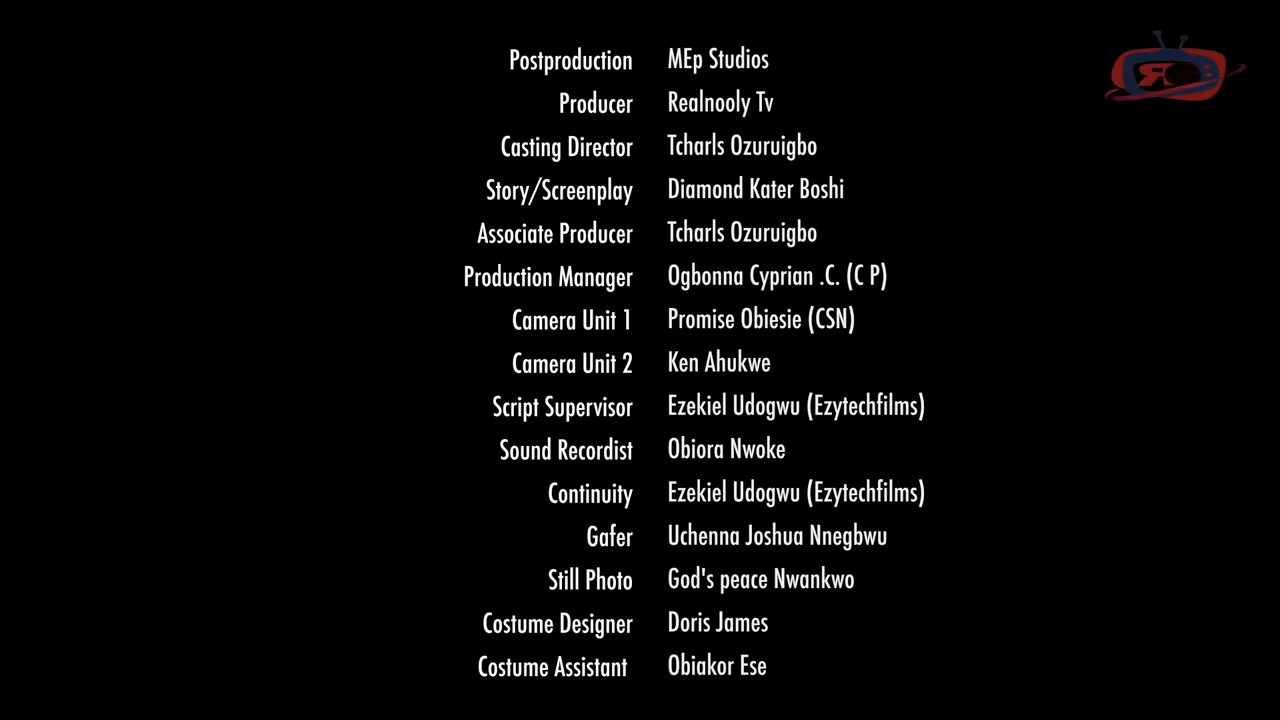 Postproduction MEp Studios
Producer Realnooly Tv
Casting Director Tcharls Ozuruigbo
Story/Screenplay Diamond Kater Boshi
Associate Producer Tcharls Ozuruigbo
Production Manager Ogbonna Cyprian .C. (C P)
Camera Unit 1 Promise Obiesie (CSN)
Camera Unit 2 Ken Ahukwe
Script Supervisor Ezekiel Udogwu (Ezytechfilms)
Sound Recordist Obiora Nwoke
Continuity Ezekiel Udogwu (Ezytechfilms)
Gafer Uchenna Joshua Nnegbwu
Still Photo God's peace Nwankwo
Costume Designer Doris James
Costume Assistant Obiakor Ese